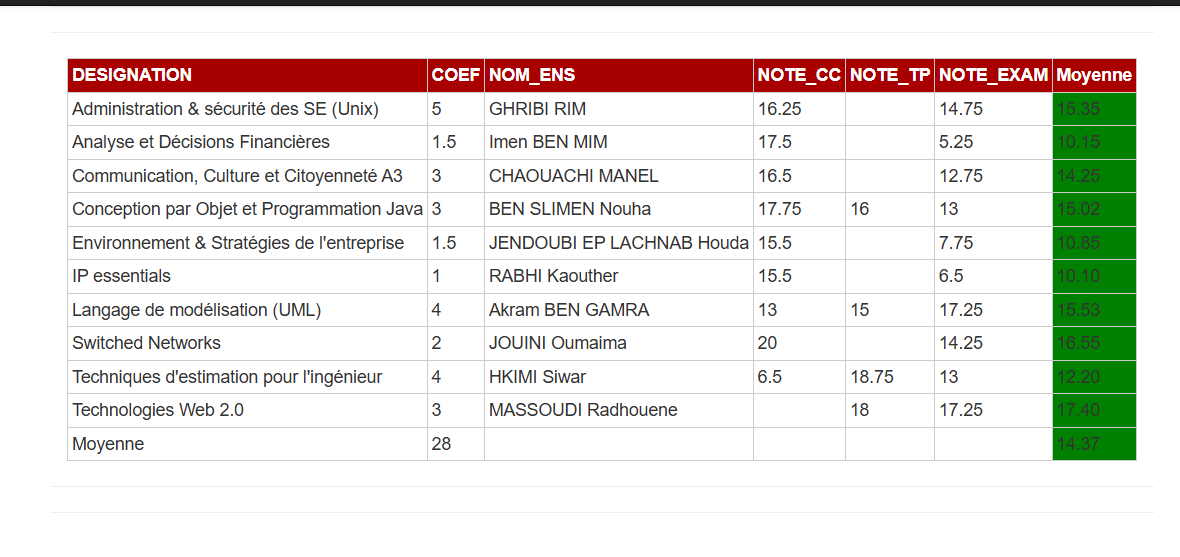 DESIGNATION COEF NOM_ENS NOTE_CC NOTE_TP NOTE_EXAM Moyenne
Administration & sécurité des SE (Unix) 5 GHRIBI RIM 16.25 14.75 15.35
Analyse et Décisions Financières 1.5 Imen BEN MIM 17.5 5.25 10.15
Communication, Culture et Citoyenneté A3 3 CHAOUACHI MANEL 16.5 12.75 14.25
Conception par Objet et Programmation Java 3 BEN SLIMEN Nouha 17.75 16 13 15.02
Environnement & Stratégies de l'entreprise 1.5 JENDOUBI EP LACHNAB Houda 15.5 7.75 10.85
IP essentials 1 RABHI Kaouther 15.5 6.5 10.10
Langage de modélisation (UML) 4 Akram BEN GAMRA 13 15 17.25 15.53
Switched Networks 2 JOUINI Oumaima 20 14.25 16.55
Techniques d'estimation pour l'ingénieur 4 HKIMI Siwar 6.5 18.75 13 12.20
Technologies Web 2.0 3 MASSOUDI Radhouene 18 17.25 17.40
Moyenne 28 14.37